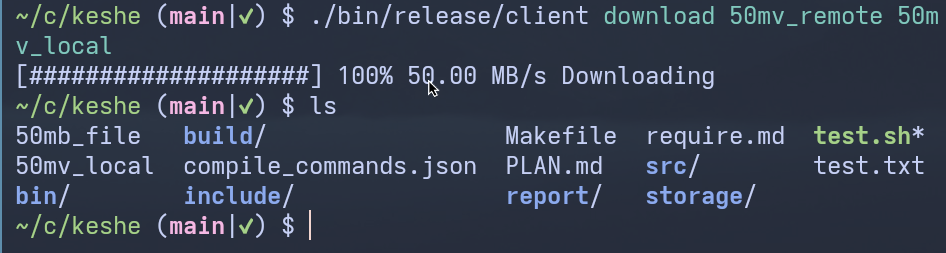 ~/c/keshe (main|✔) $ ./bin/release/client download 50mv_remote 50m
v_local
[####################] 100% 50.00 MB/s Downloading
~/c/keshe (main|✔) $ ls
50mb_file   build/                 Makefile   require.md  test.sh*
50mv_local  compile_commands.json  PLAN.md    src/        test.txt
bin/        include/               report/    storage/
~/c/keshe (main|✔) $